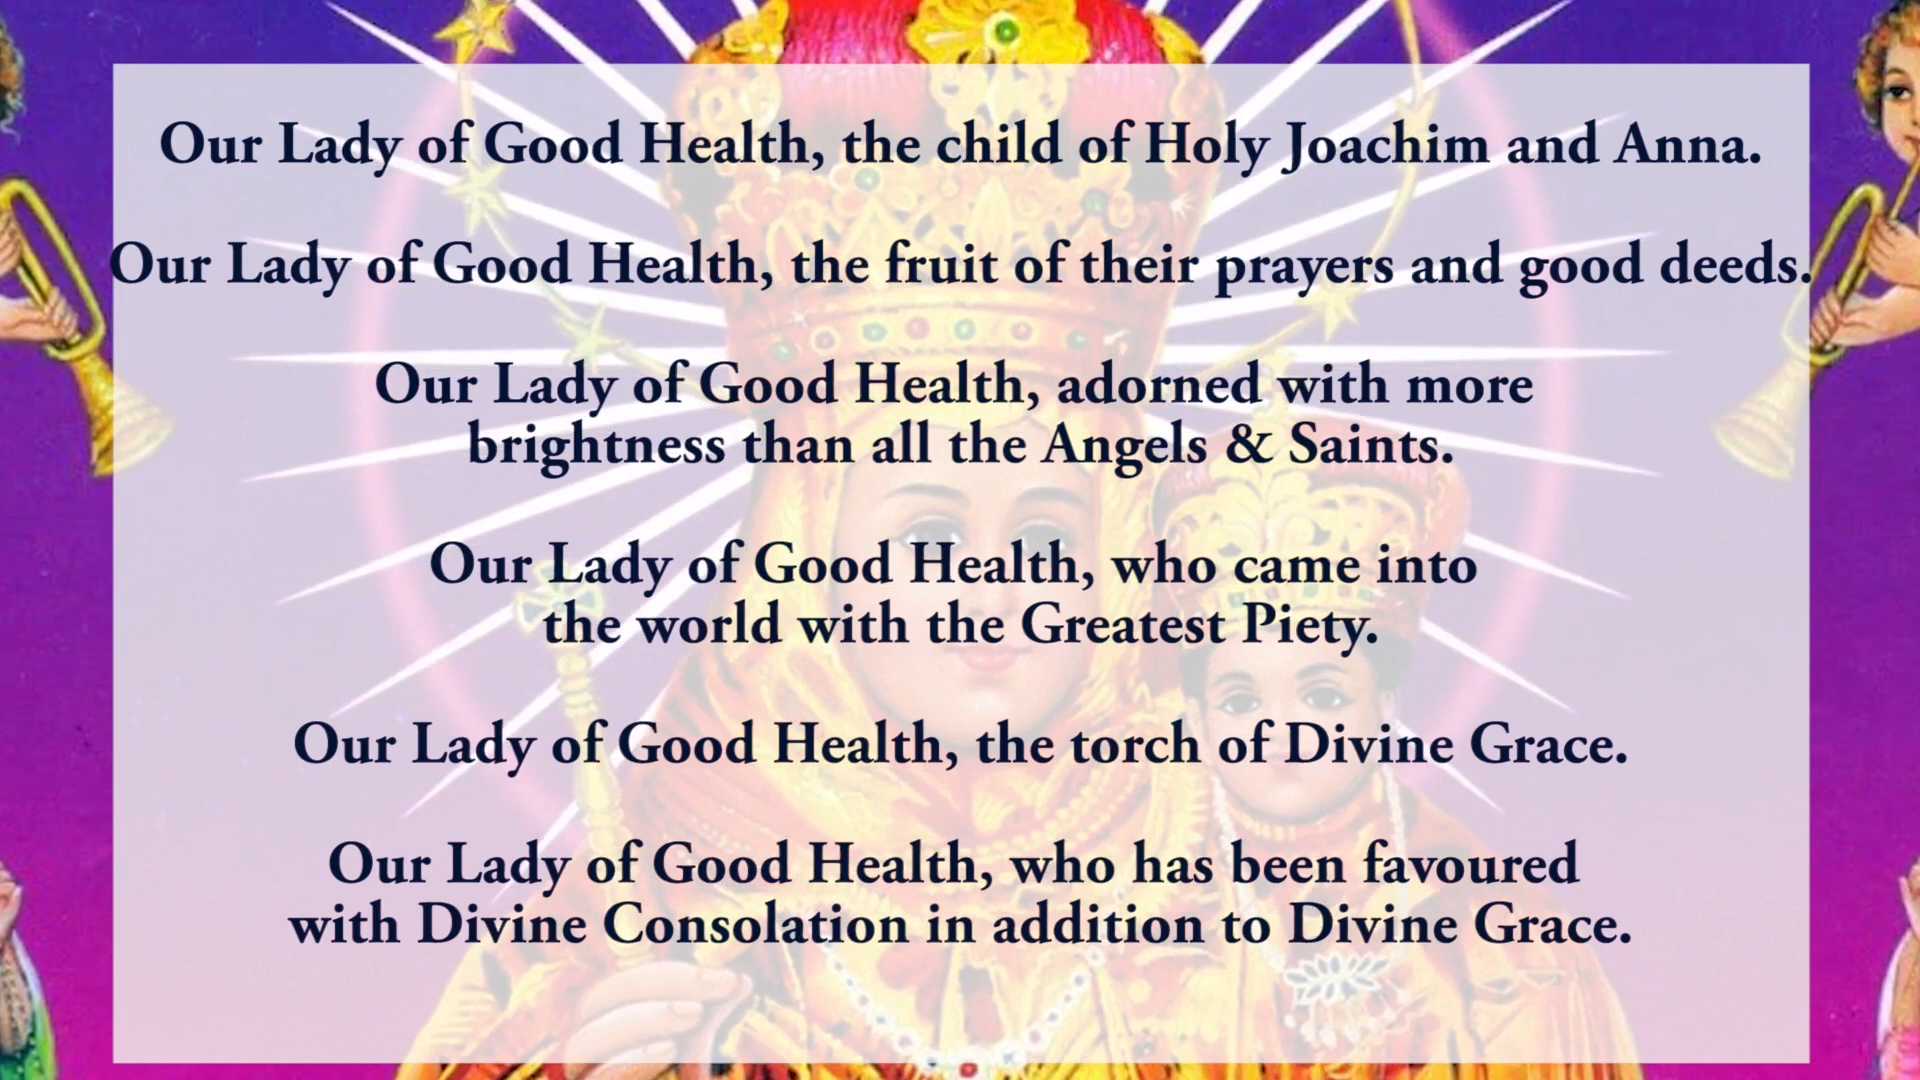 Our Lady of Good Health, the child of Holy Joachim and Anna.
Our Lady of Good Health, the fruit of their prayers and good deeds.
Our Lady of Good Health, adorned with more
brightness than all the Angels & Saints.
Our Lady of Good Health, who came into
the world with the Greatest Piety.
Our Lady of Good Health, the torch of Divine Grace.
Our Lady of Good Health, who has been favoured
with Divine Consolation in addition to Divine Grace.